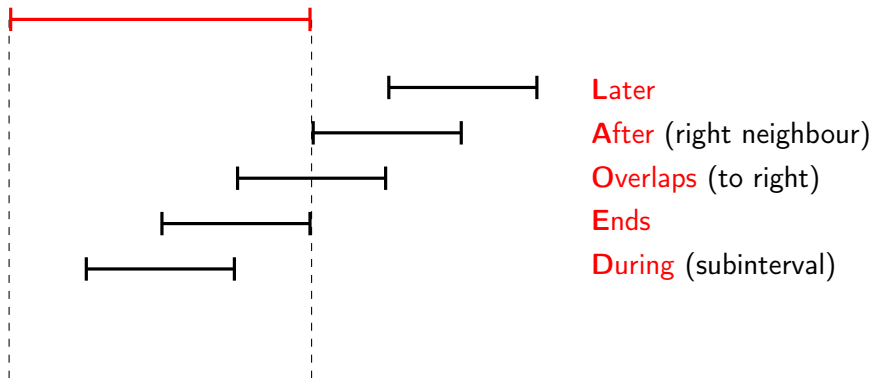 Later
After (right neighbour)
Overlaps (to right)
Ends
During (subinterval)